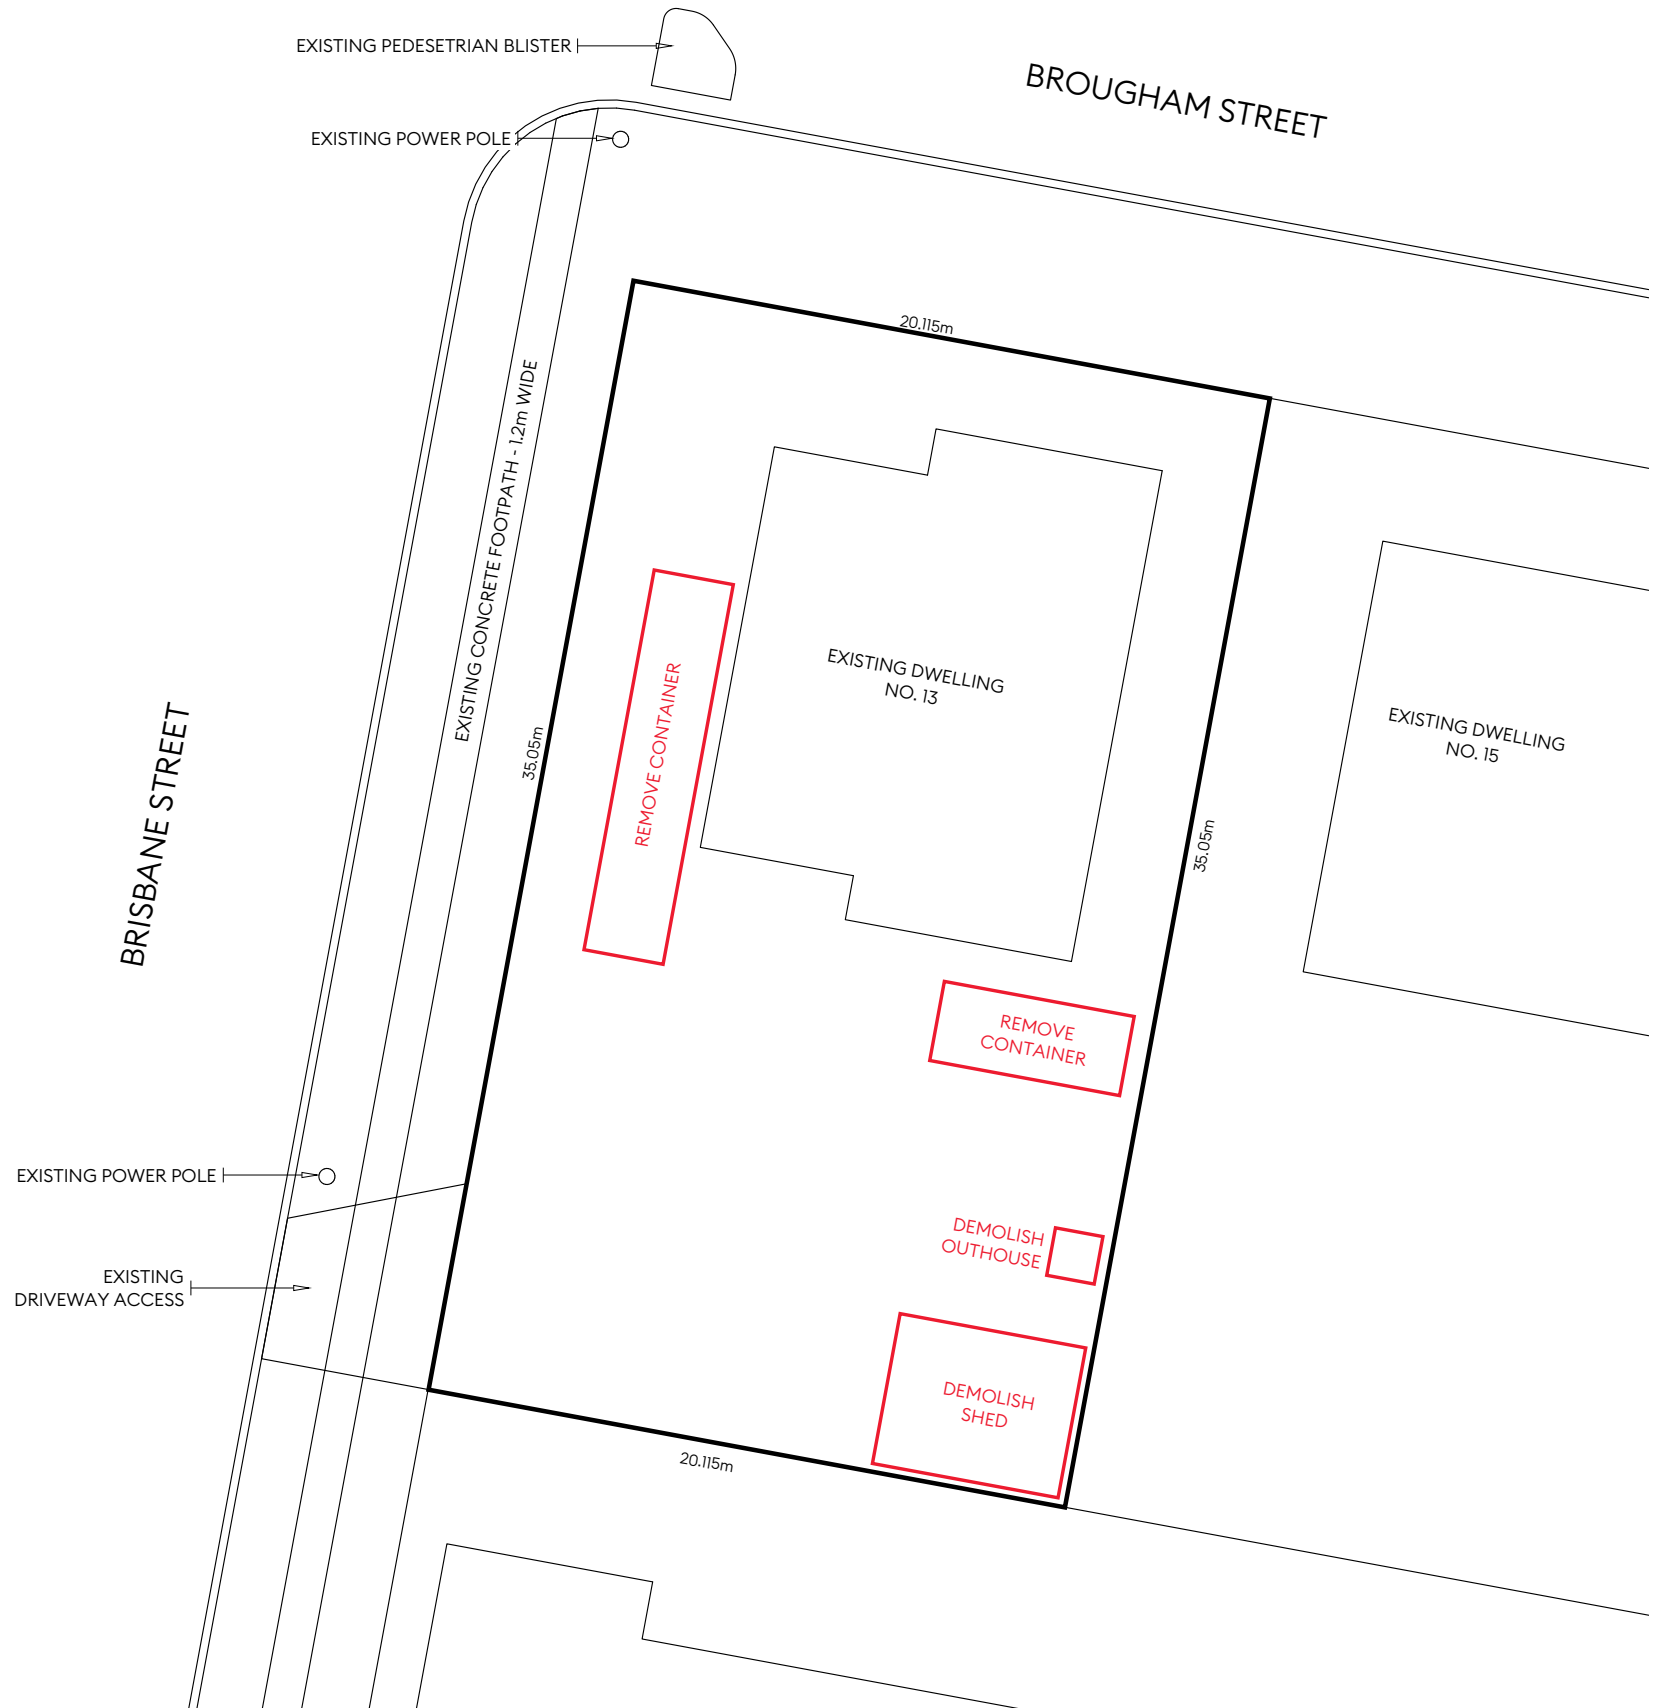 EXISTING PEDESETRIAN BLISTER
BROUGHAM STREET
EXISTING POWER POLE
20.115m
EXISTING CONCRETE FOOTPATH - 1.2m WIDE
EXISTING DWELLING
NO. 13
REMOVE CONTAINER
35.05m
BRISBANE STREET
EXISTING DWELLING
NO. 15
35.05m
REMOVE
CONTAINER
EXISTING POWER POLE
DEMOLISH
OUTHOUSE
EXISTING
DRIVEWAY ACCESS
DEMOLISH
SHED
20.115m